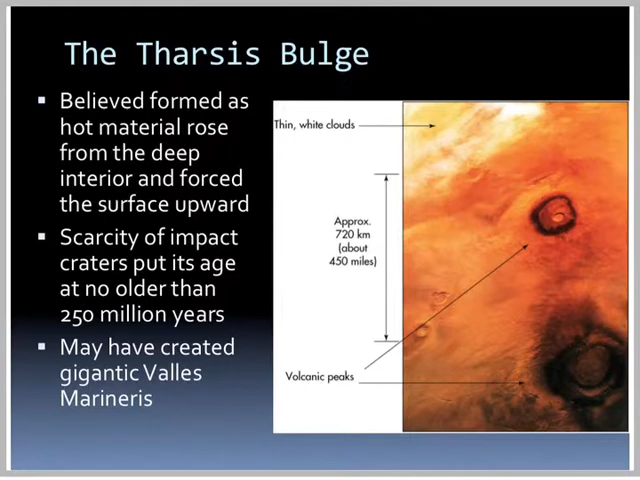 The Tharsis Bulge
Believed formed as
hot material rose
from the deep
interior and forced
the surface upward
Scarcity of impact
craters put its age
at no older than
250 million years
May have created
gigantic Valles
Marineris
Thin, white clouds
Approx.
720 km
(about
450 miles)
Volcanic peaks